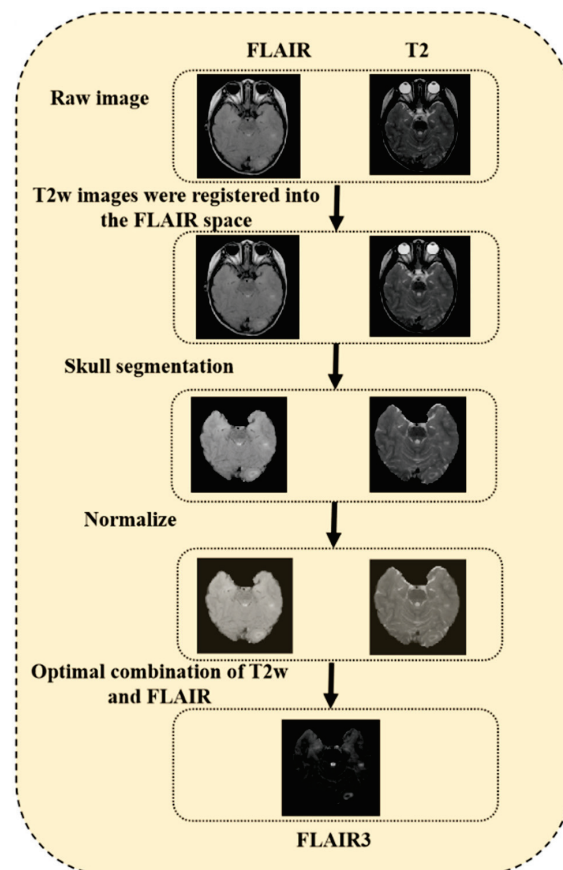 FLAIR T2
Raw image
T2w images were registered into
the FLAIR space
Skull segmentation
Normalize
Optimal combination of T2w
and FLAIR
FLAIR3